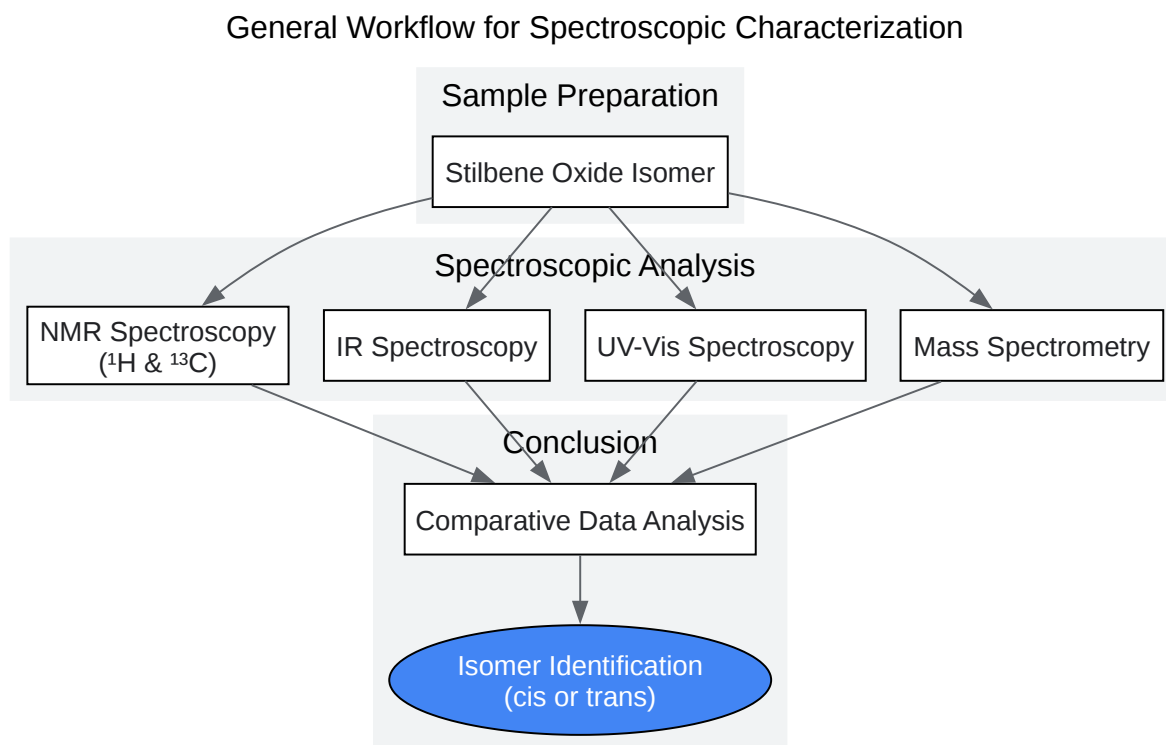 General Workflow for Spectroscopic Characterization
Sample Preparation
Stilbene Oxide Isomer
Spectroscopic Analysis
NMR Spectroscopy
(¹H & ¹³C)
IR Spectroscopy
UV-Vis Spectroscopy
Mass Spectrometry
Conclusion
Comparative Data Analysis
Isomer Identification
(cis or trans)